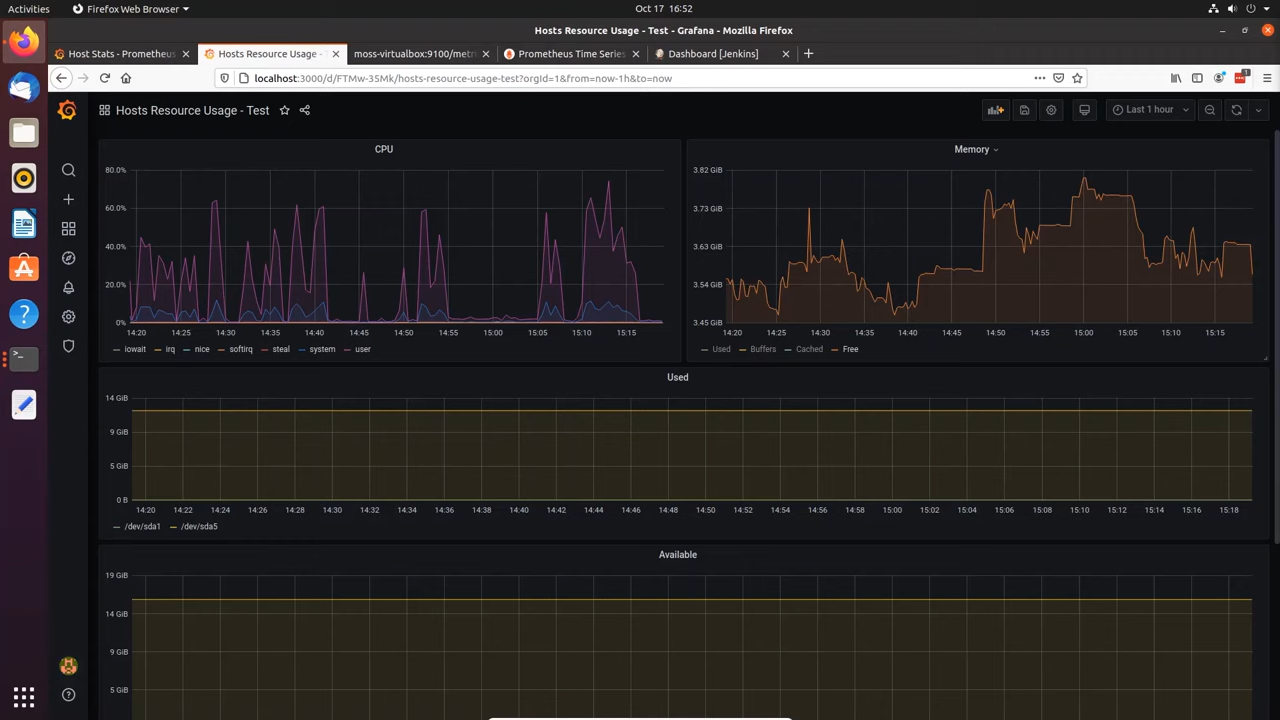 Activities
Firefox Web Browser
Oct 17 16:52
Hosts Resource Usage - Test - Grafana - Mozilla Firefox
Host Stats - Prometheus
Hosts Resource Usage -
moss-virtualbox:9100/metr
Prometheus Time Series
Dashboard [Jenkins]
localhost:3000/d/FTMw-35Mk/hosts-resource-usage-test?orgId=1&from=now-1h&to=now
Hosts Resource Usage - Test
Last 1 hour
CPU
80.0%
60.0%
40.0%
20.0%
0%
14:20 14:25 14:30 14:35 14:40 14:45 14:50 14:55 15:00 15:05 15:10 15:15
iowait irq nice softirq steal system user
Memory
3.82 GiB
3.73 GiB
3.63 GiB
3.54 GiB
3.45 GiB
14:20 14:25 14:30 14:35 14:40 14:45 14:50 14:55 15:00 15:05 15:10 15:15
Used Buffers Cached Free
Used
14 GiB
9 GiB
5 GiB
0 B
14:20 14:22 14:24 14:26 14:28 14:30 14:32 14:34 14:36 14:38 14:40 14:42 14:44 14:46 14:48 14:50 14:52 14:54 14:56 14:58 15:00 15:02 15:04 15:06 15:08 15:10 15:12 15:14 15:16 15:18
/dev/sda1 /dev/sda5
Available
19 GiB
14 GiB
9 GiB
5 GiB